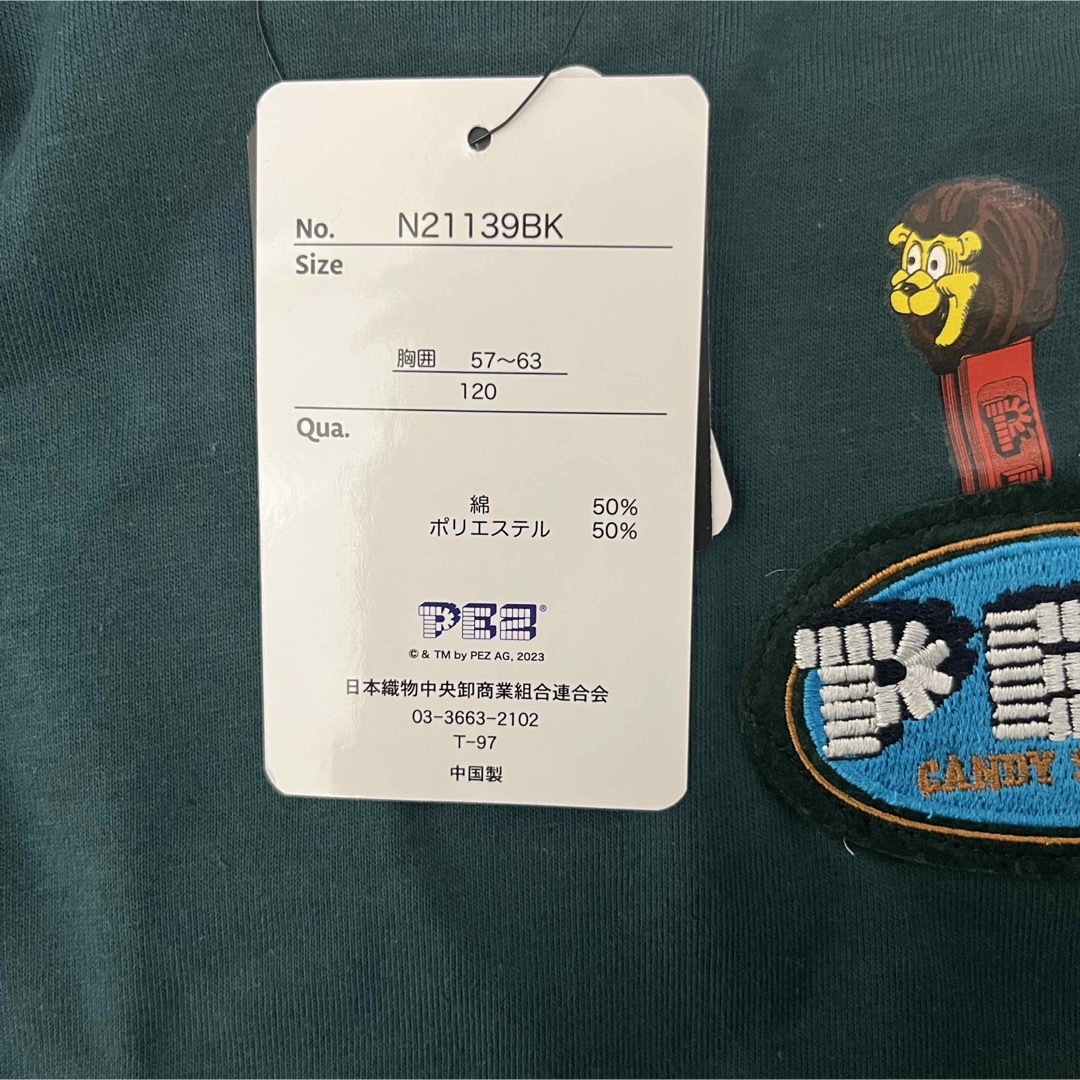 No. N21139BK
Size
胸囲 57〜63
120
Qua.
綿 50%
ポリエステル 50%
PEZ®
© & TM by PEZ AG, 2023
日本織物中央卸商業組合連合会
03-3663-2102
T-97
中国製
PE
CANDY